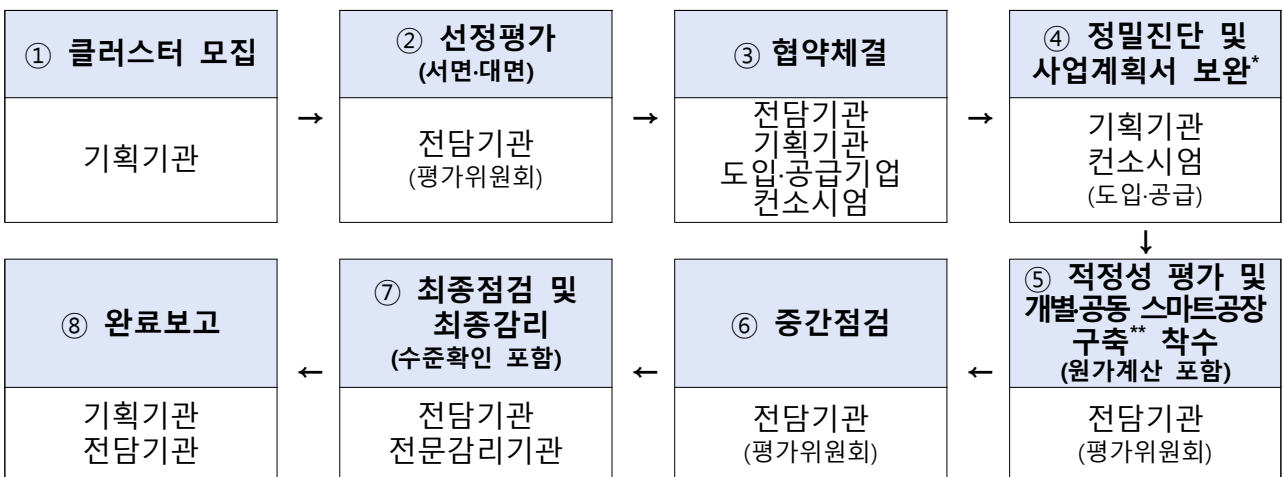 ① 클러스터 모집
기획기관
→
② 선정평가
(서면·대면)
전담기관
(평가위원회)
→
③ 협약체결
전담기관
기획기관
도입·공급기업
컨소시엄
→
④ 정밀진단 및
사업계획서 보완*
기획기관
컨소시엄
(도입·공급)
↓
⑤ 적정성 평가 및
개별·공동 스마트공장
구축** 착수
(원가계산 포함)
전담기관
(평가위원회)
←
⑥ 중간점검
전담기관
(평가위원회)
←
⑦ 최종점검 및
최종감리
(수준확인 포함)
전담기관
전문감리기관
←
⑧ 완료보고
기획기관
전담기관